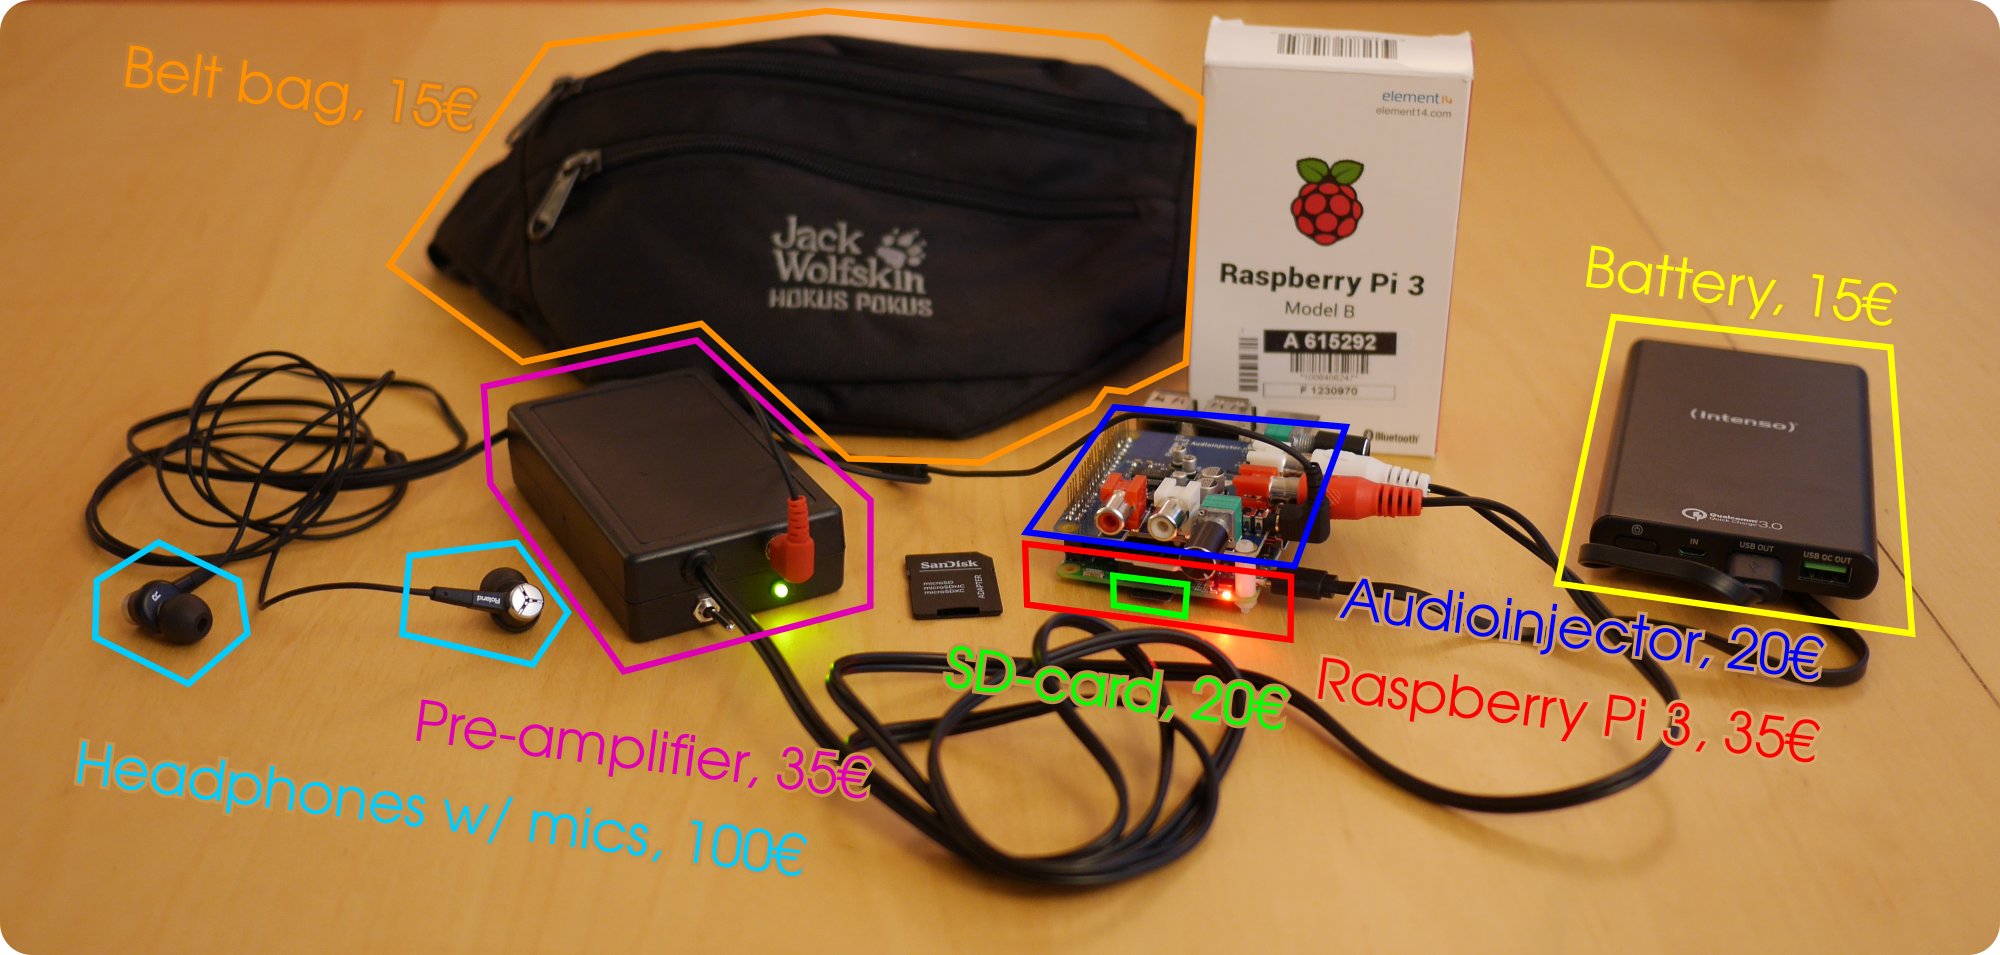 Belt bag, 15€
element14
element14.com
Jack
Wolfskin
HOKUS POKUS
Raspberry Pi 3
Model B
A 615292
F 1230970
Bluetooth
Battery, 15€
(intenso)
Qualcomm
Quick Charge 3.0
IN
USB OUT
USB QC OUT
Audioinjector
SanDisk
microSD
microSDHC
microSDXC
ADAPTER
Roland
Audioinjector, 20€
SD-card, 20€
Raspberry Pi 3, 35€
Pre-amplifier, 35€
Headphones w/ mics, 100€